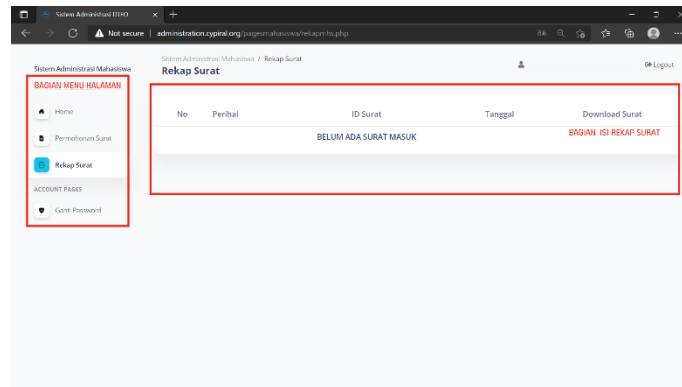 Sistem Administrasi DTEO
Not secure | administration.cypiral.org/pagesmahasiswa/rekapmhs.php
Sistem Administrasi Mahasiswa
BAGIAN MENU HALAMAN
Home
Permohonan Surat
Rekap Surat
ACCOUNT PAGES
Ganti Password
Sistem Administrasi Mahasiswa / Rekap Surat
Rekap Surat
Logout
No Perihal ID Surat Tanggal Download Surat
BELUM ADA SURAT MASUK
BAGIAN ISI REKAP SURAT